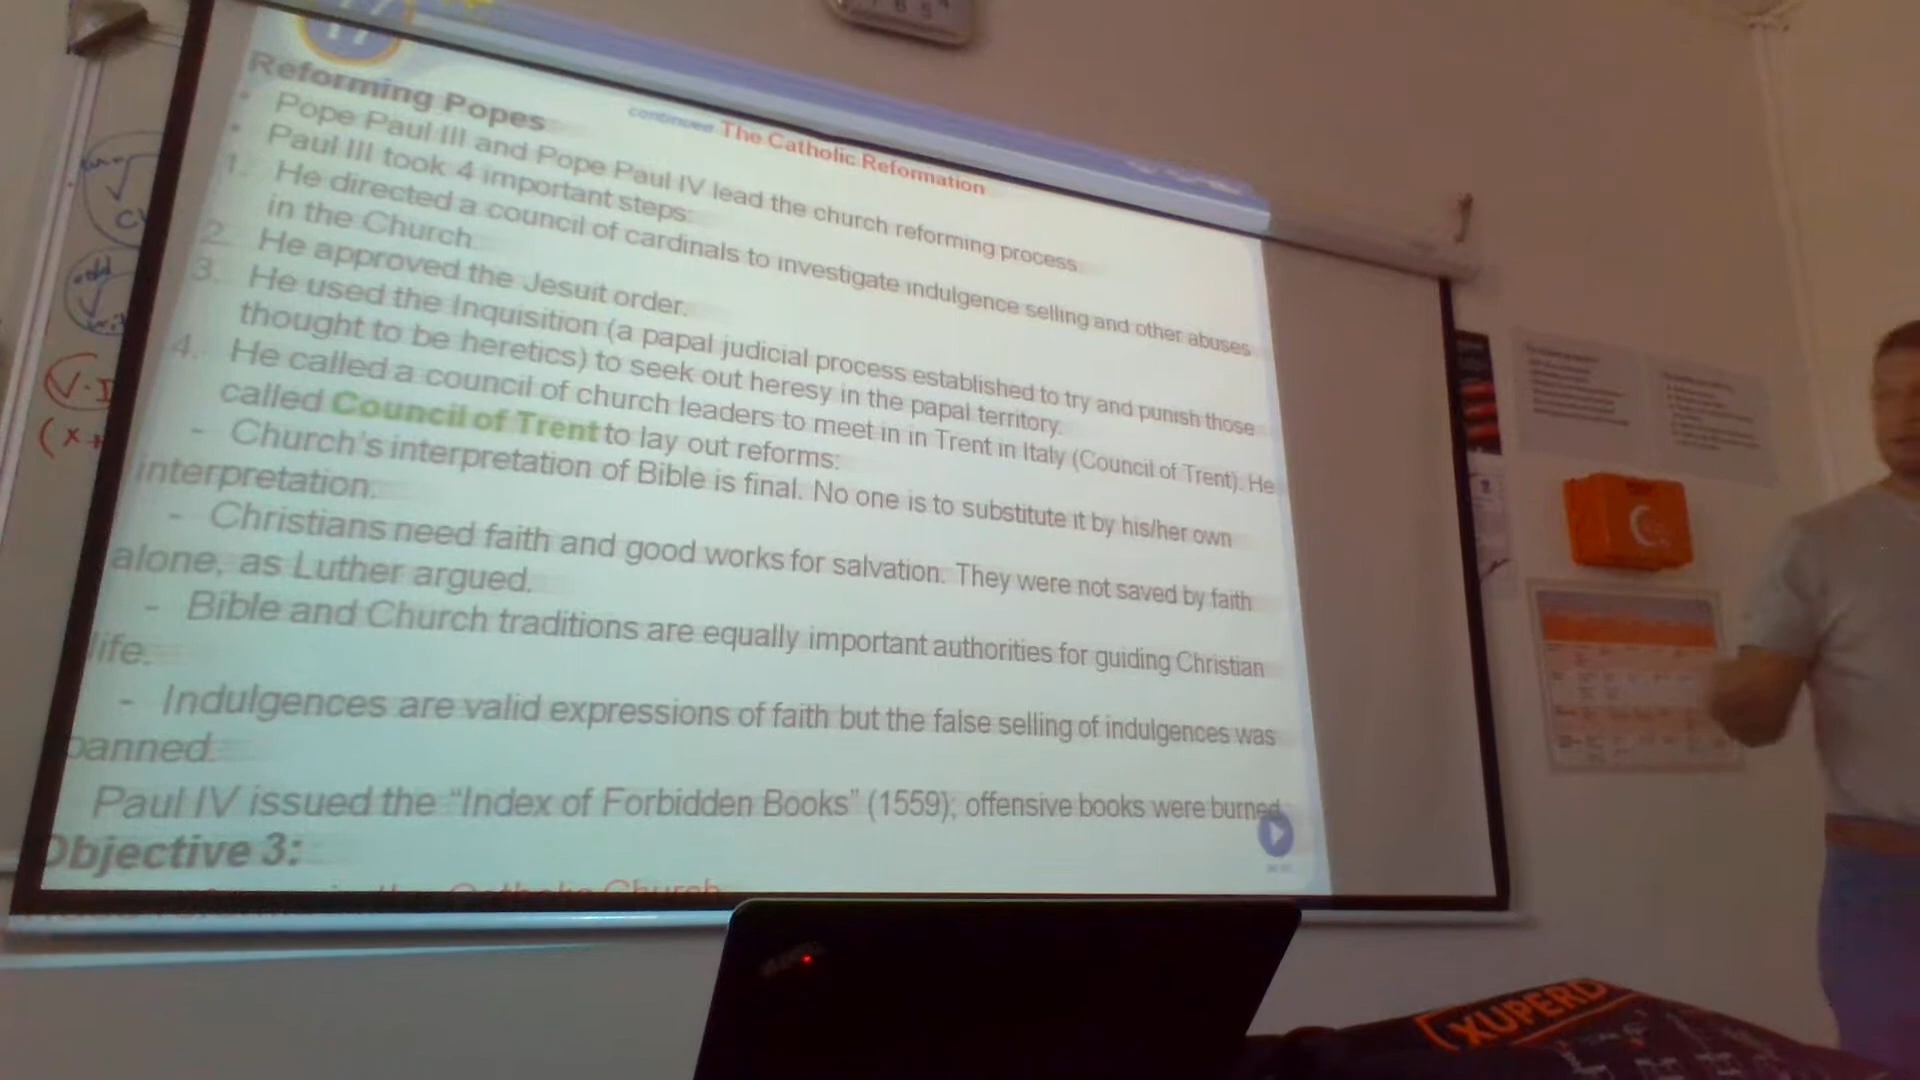 17
continued The Catholic Reformation
Reforming Popes
• Pope Paul III and Pope Paul IV lead the church reforming process
• Paul III took 4 important steps:
1. He directed a council of cardinals to investigate indulgence selling and other abuses
in the Church.
2. He approved the Jesuit order.
3. He used the Inquisition (a papal judicial process established to try and punish those
thought to be heretics) to seek out heresy in the papal territory.
4. He called a council of church leaders to meet in in Trent in Italy (Council of Trent). He
called Council of Trent to lay out reforms:
- Church's interpretation of Bible is final. No one is to substitute it by his/her own
interpretation.
- Christians need faith and good works for salvation. They were not saved by faith
alone, as Luther argued.
- Bible and Church traditions are equally important authorities for guiding Christian
life.
- Indulgences are valid expressions of faith but the false selling of indulgences was
banned.
Paul IV issued the “Index of Forbidden Books” (1559); offensive books were burned
Objective 3:
Catholic Church
XUPERD